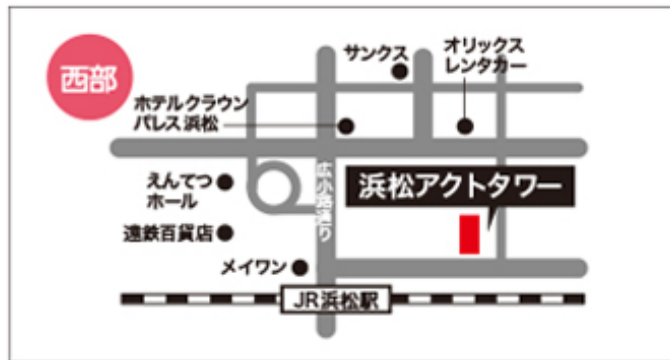 西部
サンクス
オリックス
レンタカー
ホテルクラウン
パレス浜松
えんてつ
ホール
広小路通り
浜松アクトタワー
遠鉄百貨店
メイワン
JR浜松駅